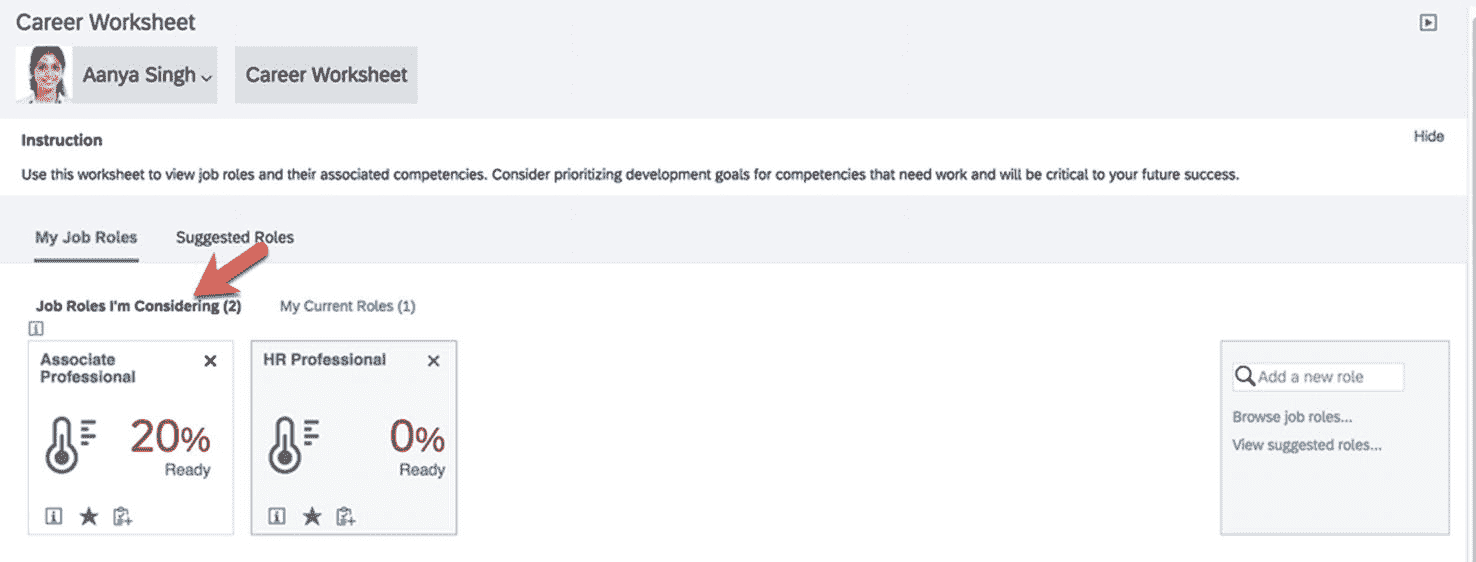 Career Worksheet
Aanya Singh
Career Worksheet
Instruction
Hide
Use this worksheet to view job roles and their associated competencies. Consider prioritizing development goals for competencies that need work and will be critical to your future success.
My Job Roles
Suggested Roles
Job Roles I'm Considering (2)
My Current Roles (1)
Associate
Professional
20%
Ready
HR Professional
0%
Ready
Add a new role
Browse job roles...
View suggested roles...